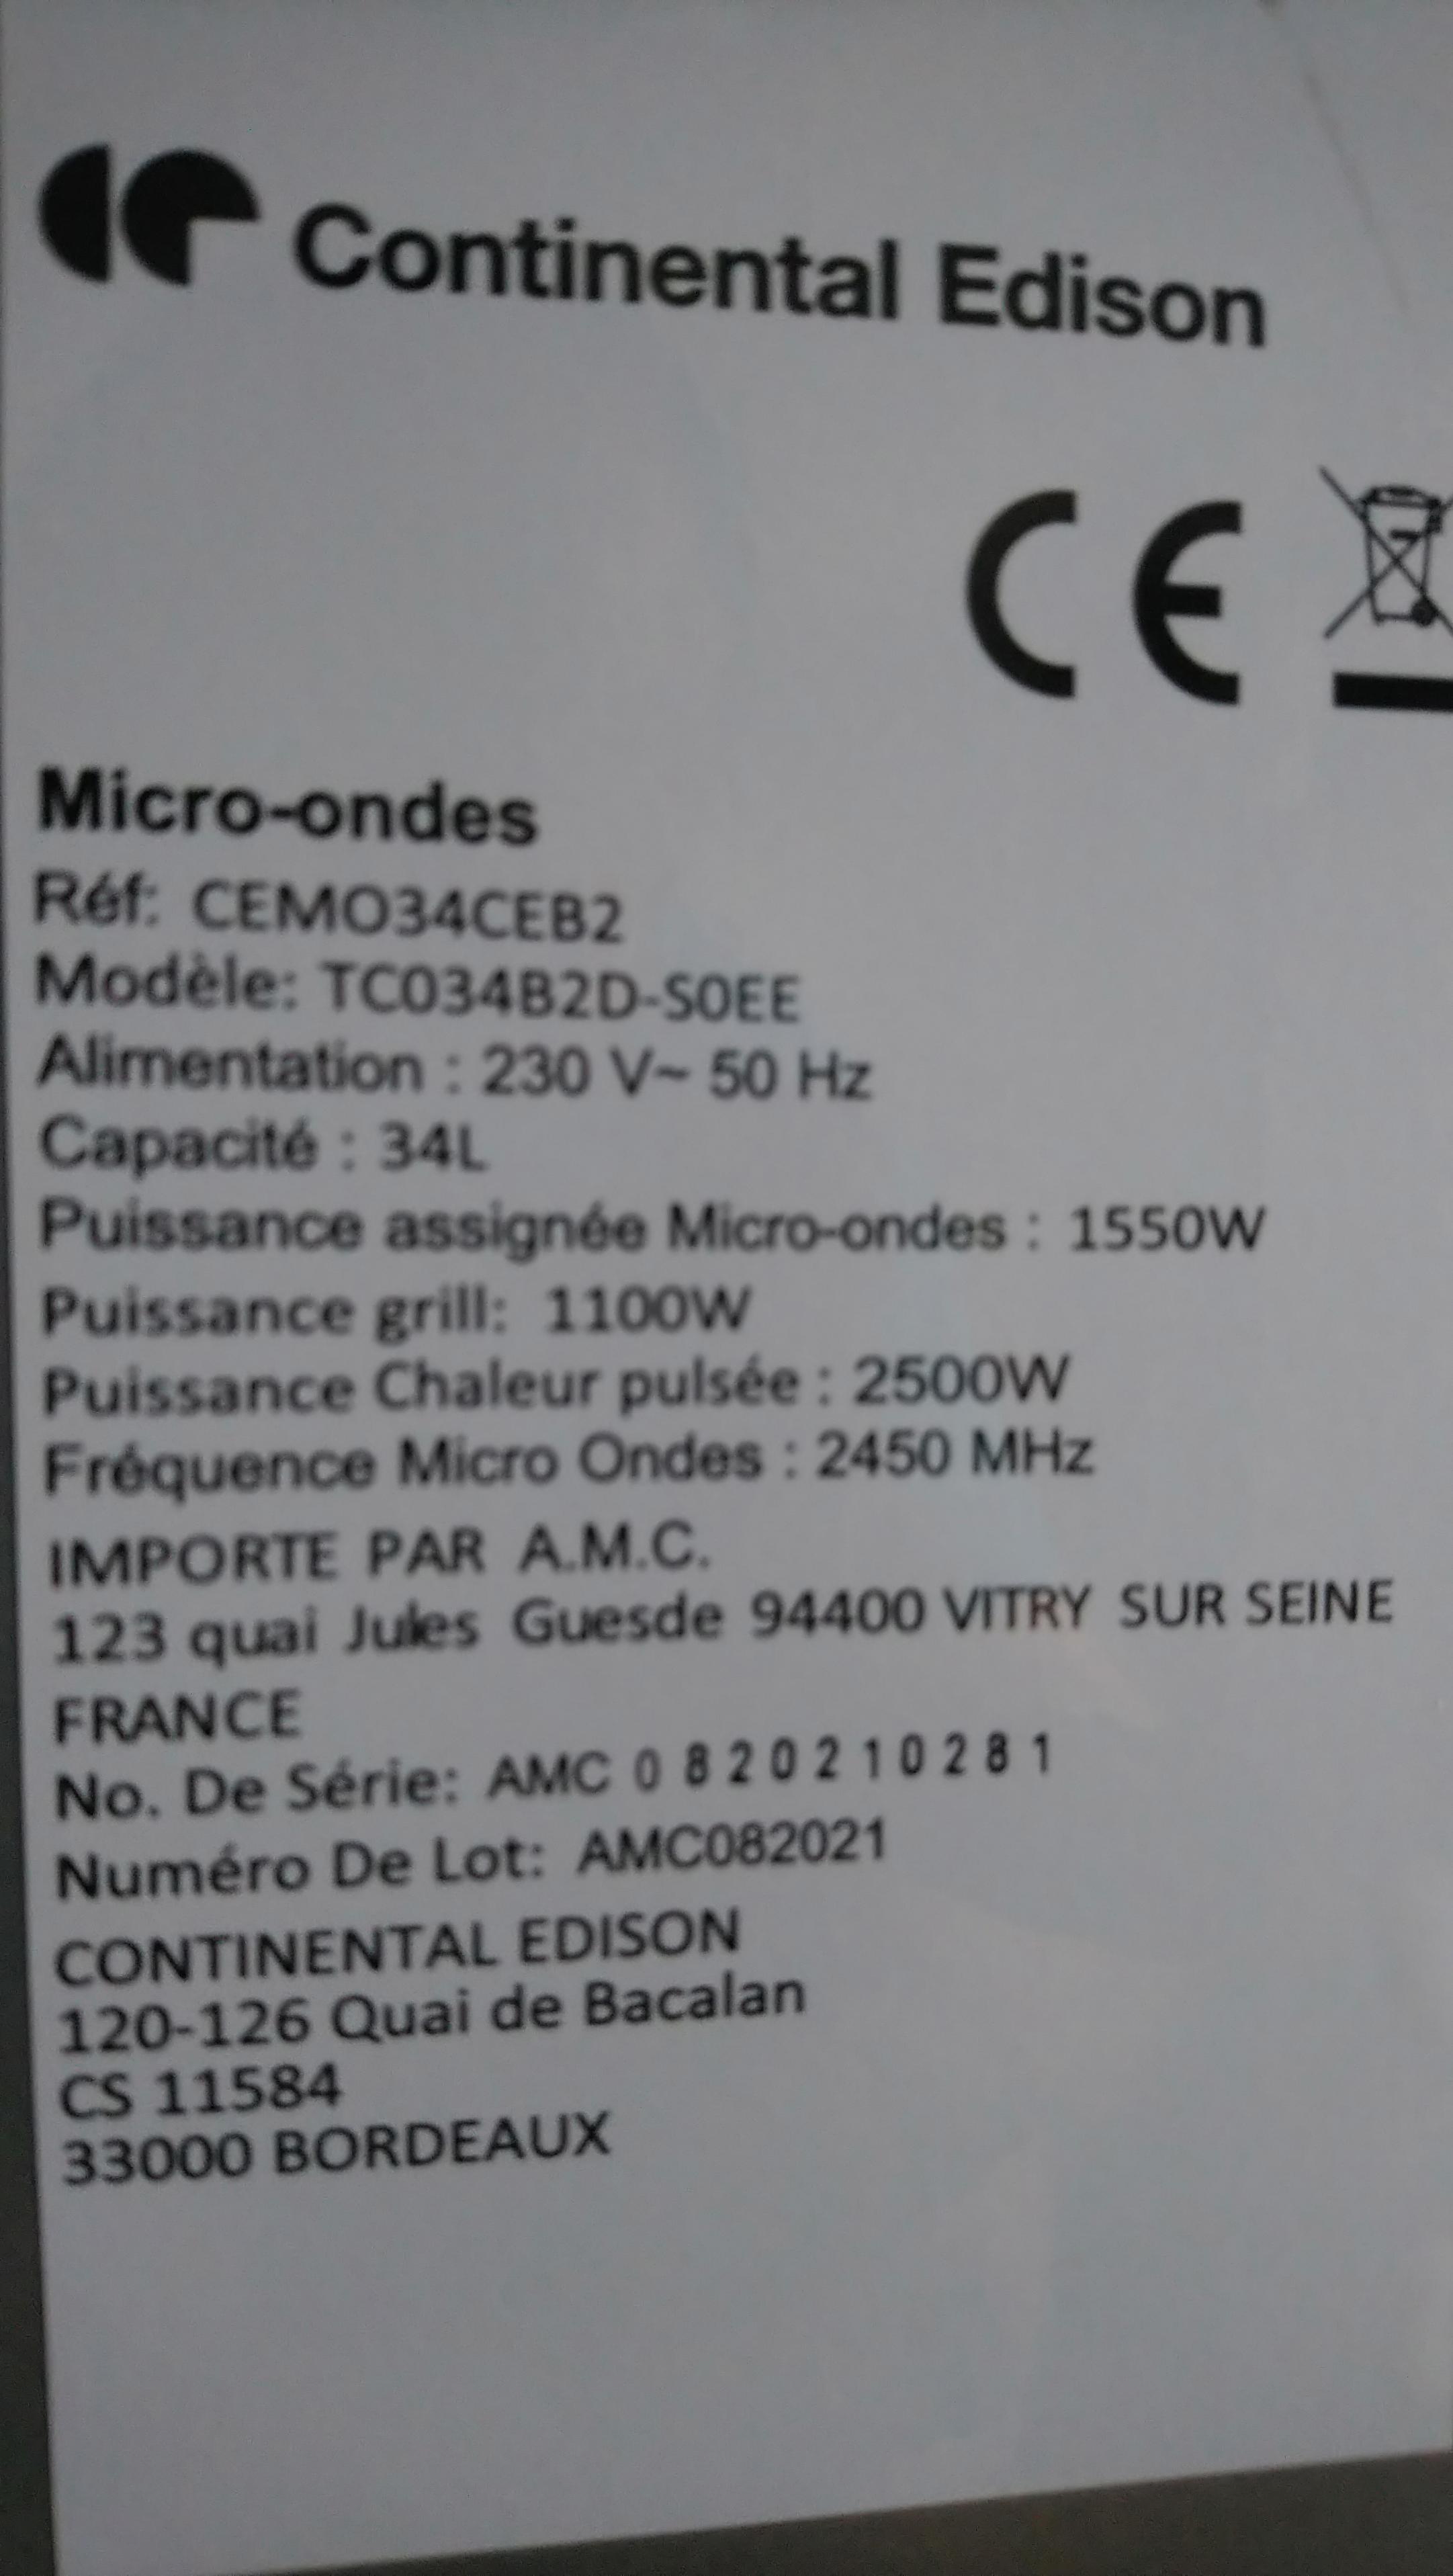 Continental Edison
CE
Micro-ondes
Réf: CEMO34CEB2
Modèle: TC034B2D-S0EE
Alimentation : 230 V~ 50 Hz
Capacité : 34L
Puissance assignée Micro-ondes : 1550W
Puissance grill: 1100W
Puissance Chaleur pulsée : 2500W
Fréquence Micro Ondes : 2450 MHz
IMPORTE PAR A.M.C.
123 quai Jules Guesde 94400 VITRY SUR SEINE
FRANCE
No. De Série: AMC 0 8 2 0 2 1 0 2 8 1
Numéro De Lot: AMC082021
CONTINENTAL EDISON
120-126 Quai de Bacalan
CS 11584
33000 BORDEAUX